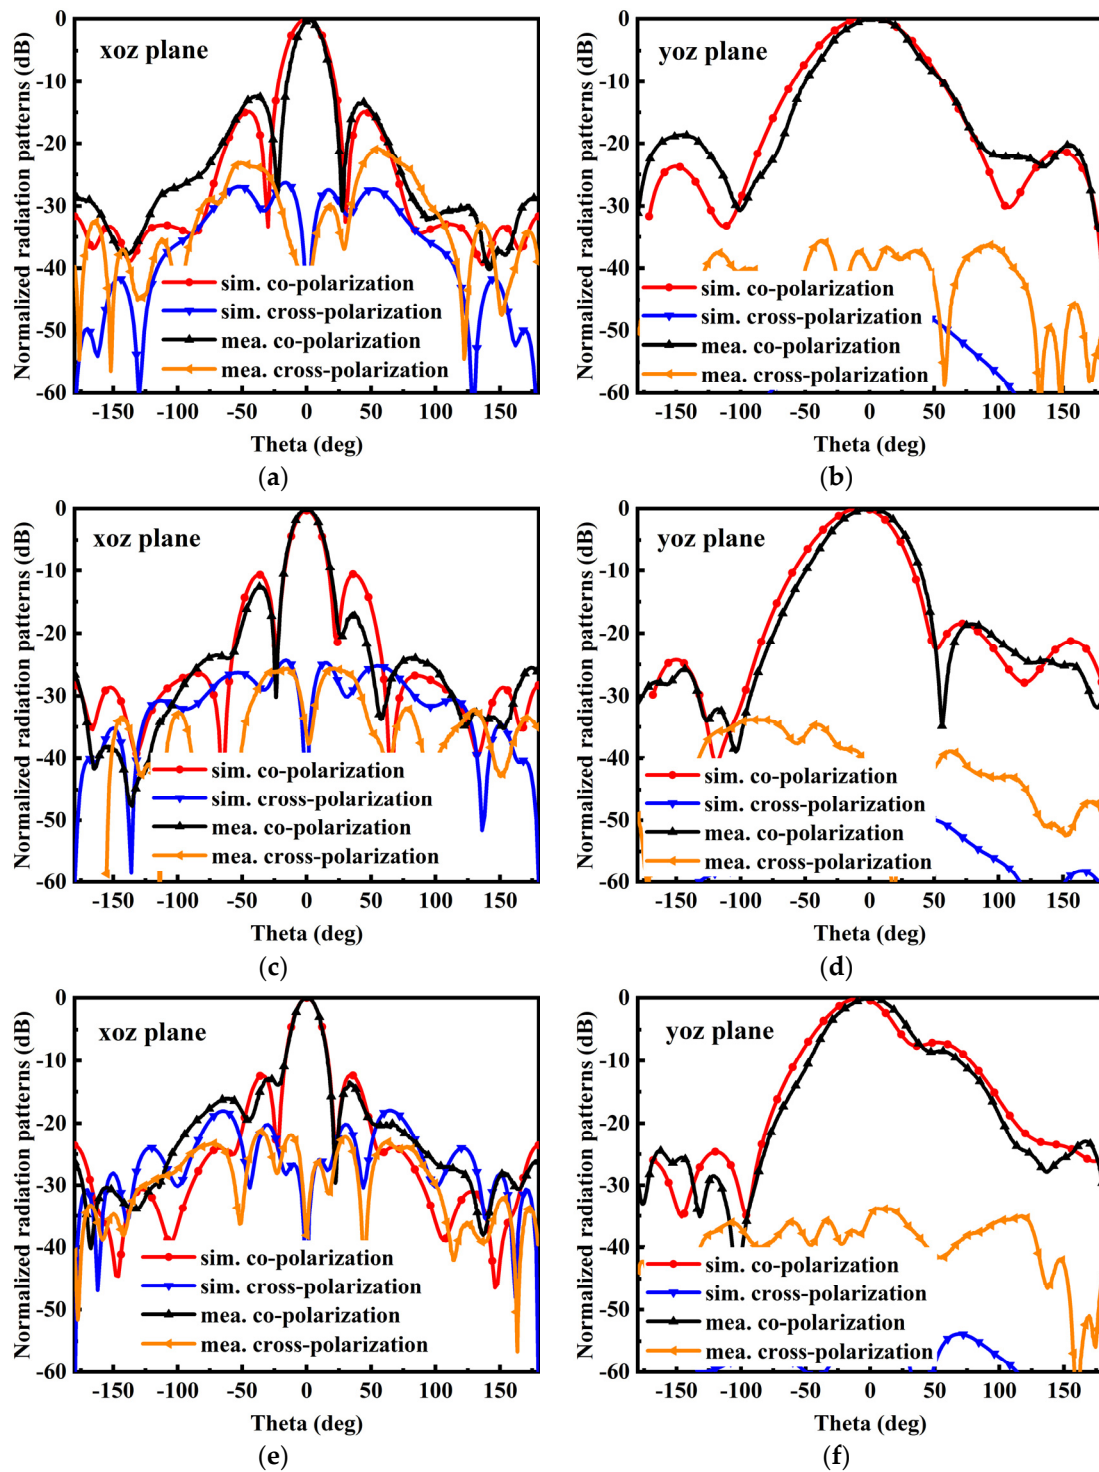 xoz plane
Normalized radiation patterns (dB)
0
-10
-20
-30
-40
-50
-60
sim. co-polarization
sim. cross-polarization
mea. co-polarization
mea. cross-polarization
-150 -100 -50 0 50 100 150
Theta (deg)
(a)
yoz plane
Normalized radiation patterns (dB)
0
-10
-20
-30
-40
-50
-60
sim. co-polarization
sim. cross-polarization
mea. co-polarization
mea. cross-polarization
-150 -100 -50 0 50 100 150
Theta (deg)
(b)
xoz plane
Normalized radiation patterns (dB)
0
-10
-20
-30
-40
-50
-60
sim. co-polarization
sim. cross-polarization
mea. co-polarization
mea. cross-polarization
-150 -100 -50 0 50 100 150
Theta (deg)
(c)
yoz plane
Normalized radiation patterns (dB)
0
-10
-20
-30
-40
-50
-60
sim. co-polarization
sim. cross-polarization
mea. co-polarization
mea. cross-polarization
-150 -100 -50 0 50 100 150
Theta (deg)
(d)
xoz plane
Normalized radiation patterns (dB)
0
-10
-20
-30
-40
-50
-60
sim. co-polarization
sim. cross-polarization
mea. co-polarization
mea. cross-polarization
-150 -100 -50 0 50 100 150
Theta (deg)
(e)
yoz plane
Normalized radiation patterns (dB)
0
-10
-20
-30
-40
-50
-60
sim. co-polarization
sim. cross-polarization
mea. co-polarization
mea. cross-polarization
-150 -100 -50 0 50 100 150
Theta (deg)
(f)